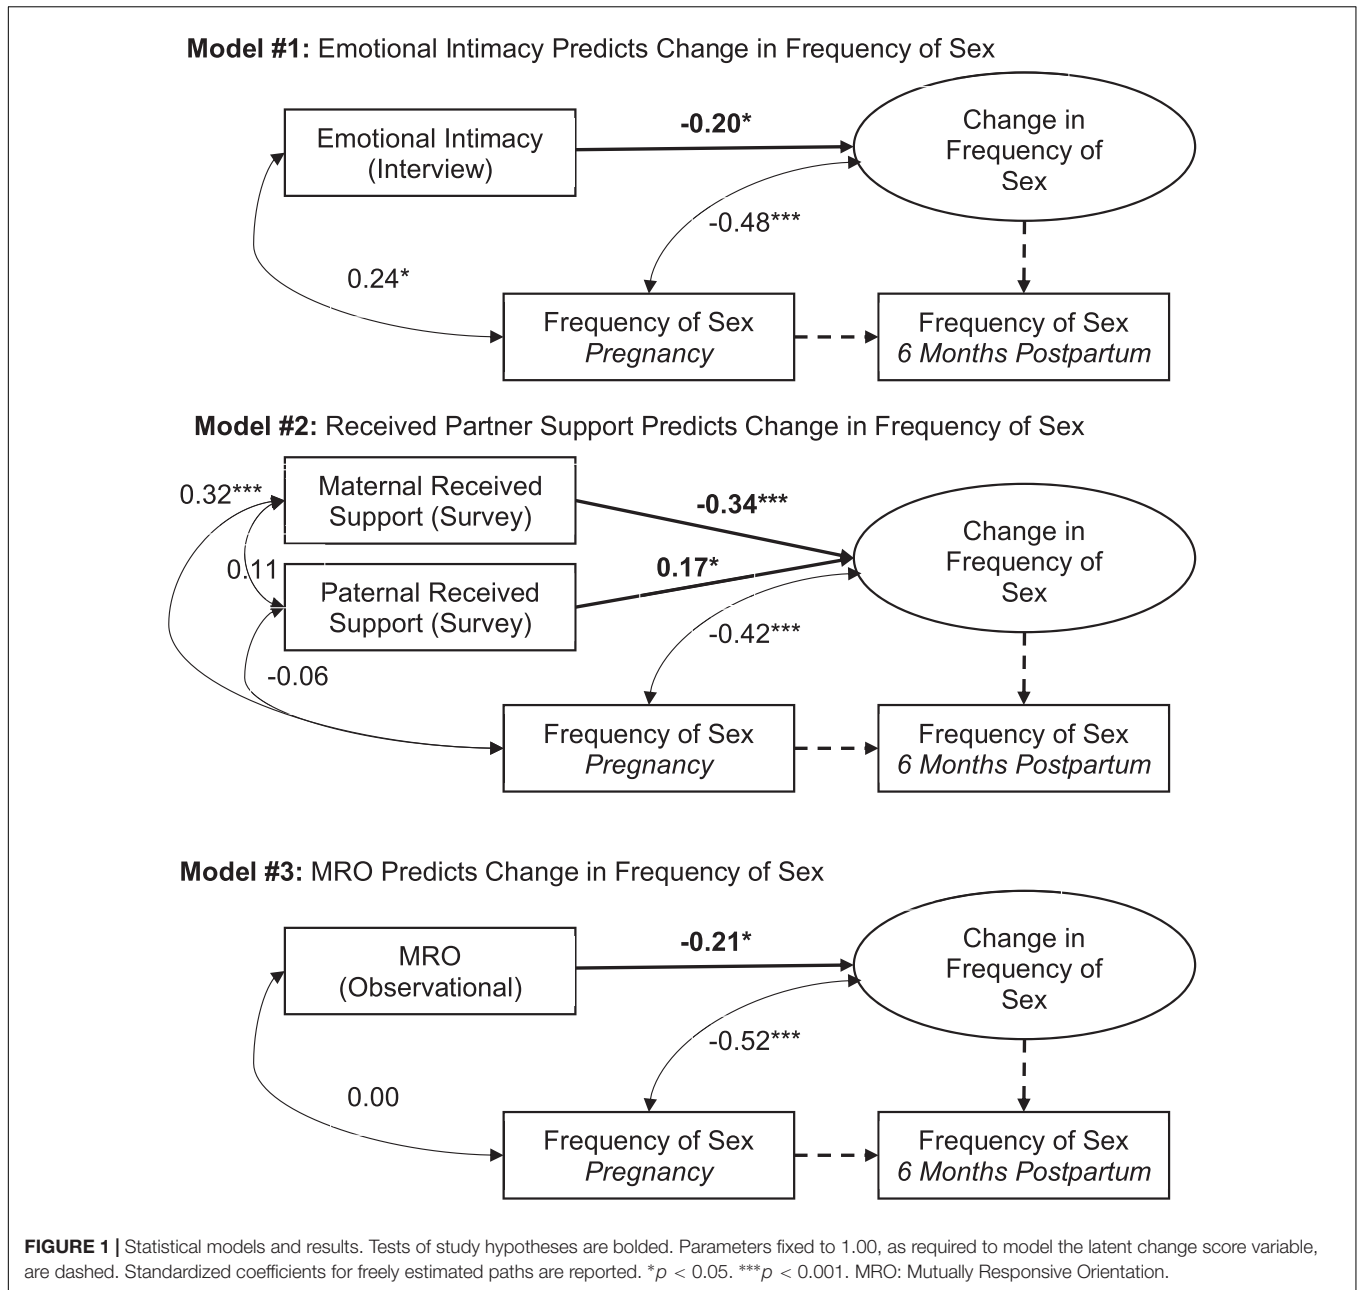 Model #1: Emotional Intimacy Predicts Change in Frequency of Sex
Emotional Intimacy
(Interview)
-0.20*
Change in
Frequency of
Sex
-0.48***
0.24*
Frequency of Sex
Pregnancy
Frequency of Sex
6 Months Postpartum
Model #2: Received Partner Support Predicts Change in Frequency of Sex
0.32***
Maternal Received
Support (Survey)
-0.34***
Change in
Frequency of
Sex
0.11
Paternal Received
Support (Survey)
0.17*
-0.42***
-0.06
Frequency of Sex
Pregnancy
Frequency of Sex
6 Months Postpartum
Model #3: MRO Predicts Change in Frequency of Sex
MRO
(Observational)
-0.21*
Change in
Frequency of
Sex
-0.52***
0.00
Frequency of Sex
Pregnancy
Frequency of Sex
6 Months Postpartum
FIGURE 1 | Statistical models and results. Tests of study hypotheses are bolded. Parameters fixed to 1.00, as required to model the latent change score variable,
are dashed. Standardized coefficients for freely estimated paths are reported. *p < 0.05. ***p < 0.001. MRO: Mutually Responsive Orientation.